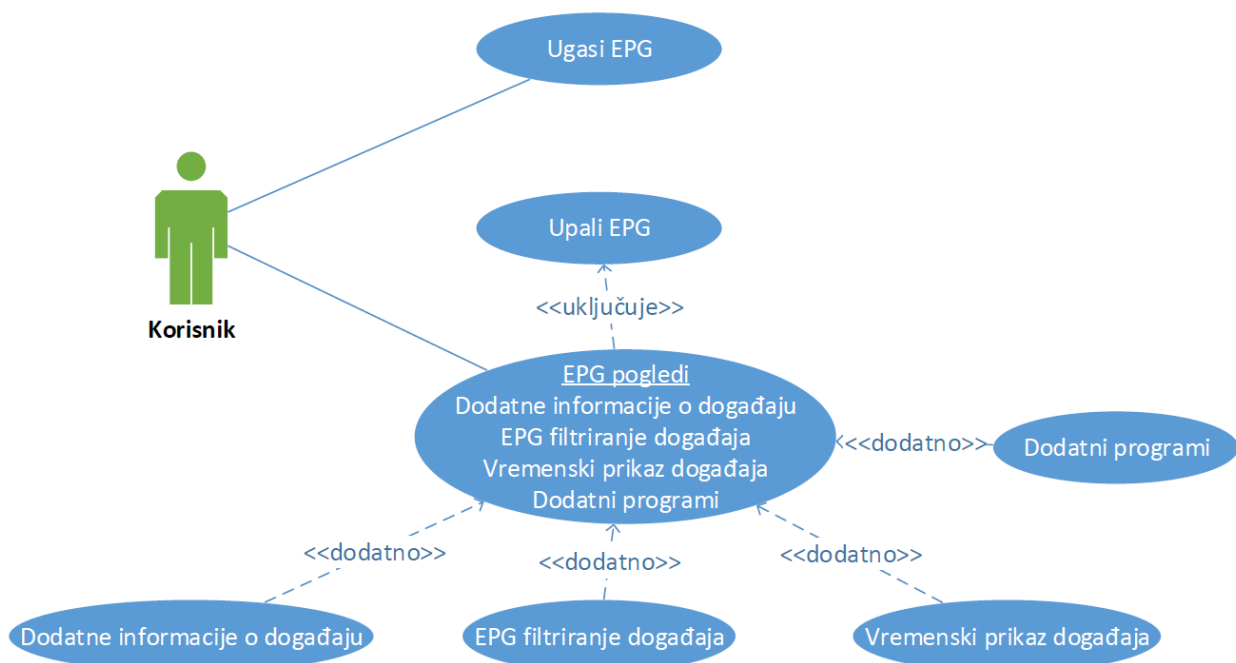 Ugasi EPG
Upali EPG
<<uključuje>>
Korisnik
EPG pogledi
Dodatne informacije o događaju
EPG filtriranje događaja
Vremenski prikaz događaja
Dodatni programi
<<dodatno>>
Dodatni programi
<<dodatno>>
<<dodatno>>
<<dodatno>>
Dodatne informacije o događaju
EPG filtriranje događaja
Vremenski prikaz događaja